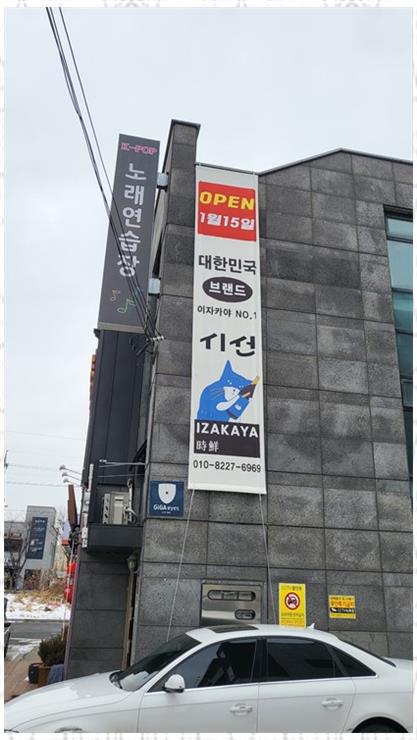 K-POP
노래연습장
OPEN
1월15일
대한민국
브랜드
이자카야 NO.1
시선
IZAKAYA
時鮮
010-8227-6969
GiGAeyes